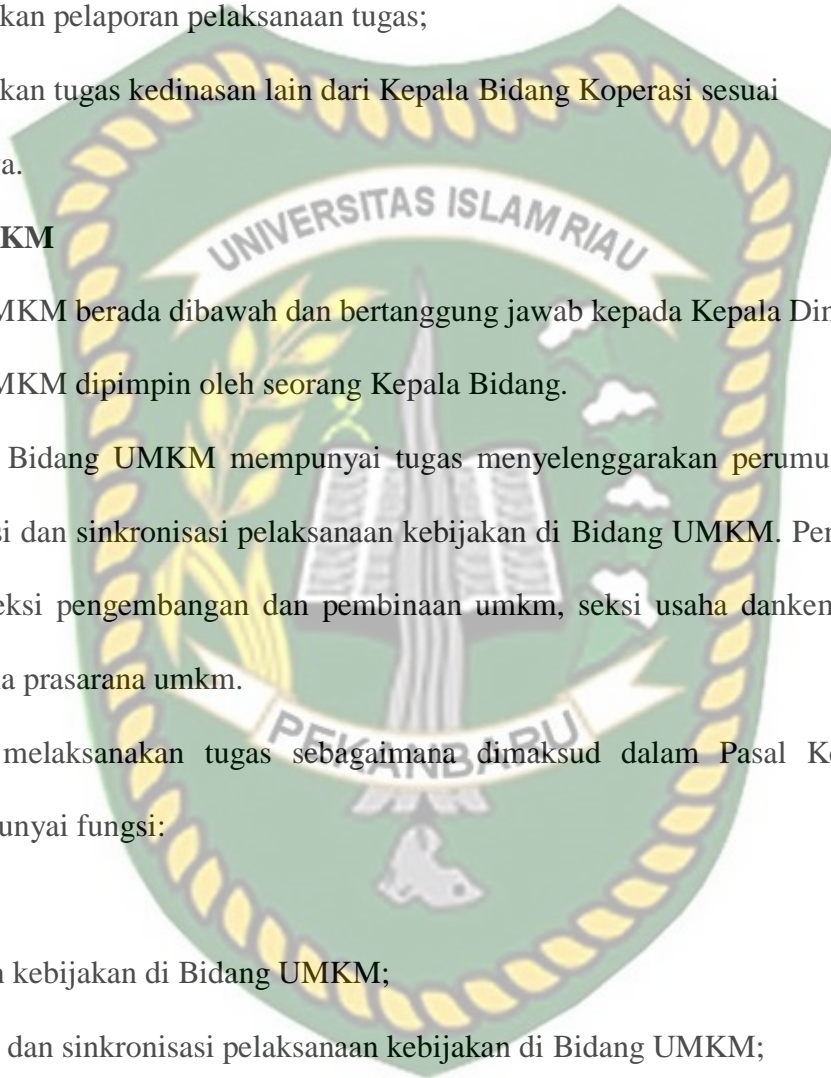 kan pelaporan pelaksanaan tugas;
kan tugas kedinasan lain dari Kepala Bidang Koperasi sesuai
a.
UNIVERSITAS ISLAM RIAU
KM
MKM berada dibawah dan bertanggung jawab kepada Kepala Din
MKM dipimpin oleh seorang Kepala Bidang.
Bidang UMKM mempunyai tugas menyelenggarakan perumu
si dan sinkronisasi pelaksanaan kebijakan di Bidang UMKM. Per
eksi pengembangan dan pembinaan umkm, seksi usaha danken
a prasarana umkm.
PEKANBARU
melaksanakan tugas sebagaimana dimaksud dalam Pasal Ke
unyai fungsi:
n kebijakan di Bidang UMKM;
dan sinkronisasi pelaksanaan kebijakan di Bidang UMKM;